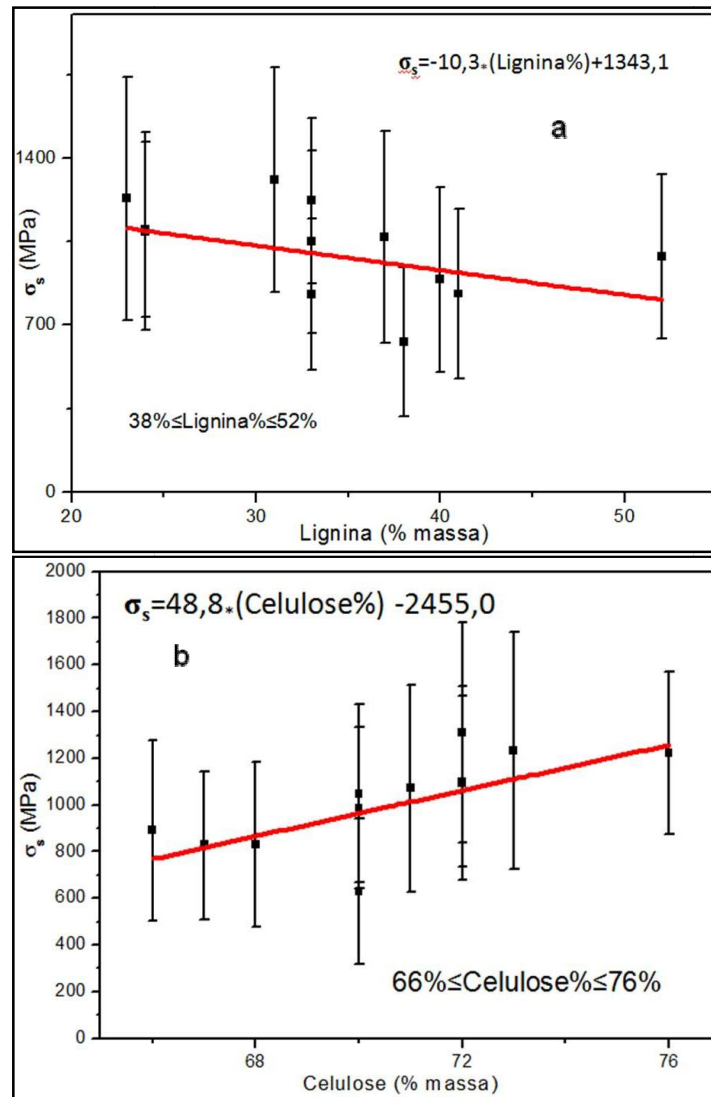 σs=-10,3*(Lignina%)+1343,1
a
1400
700
0
σs (MPa)
38%≤Lignina%≤52%
20
30
40
50
Lignina (% massa)
2000
1800
1600
1400
1200
1000
800
600
400
200
0
σs (MPa)
σs=48,8*(Celulose%) -2455,0
b
66%≤Celulose%≤76%
68
72
76
Celulose (% massa)